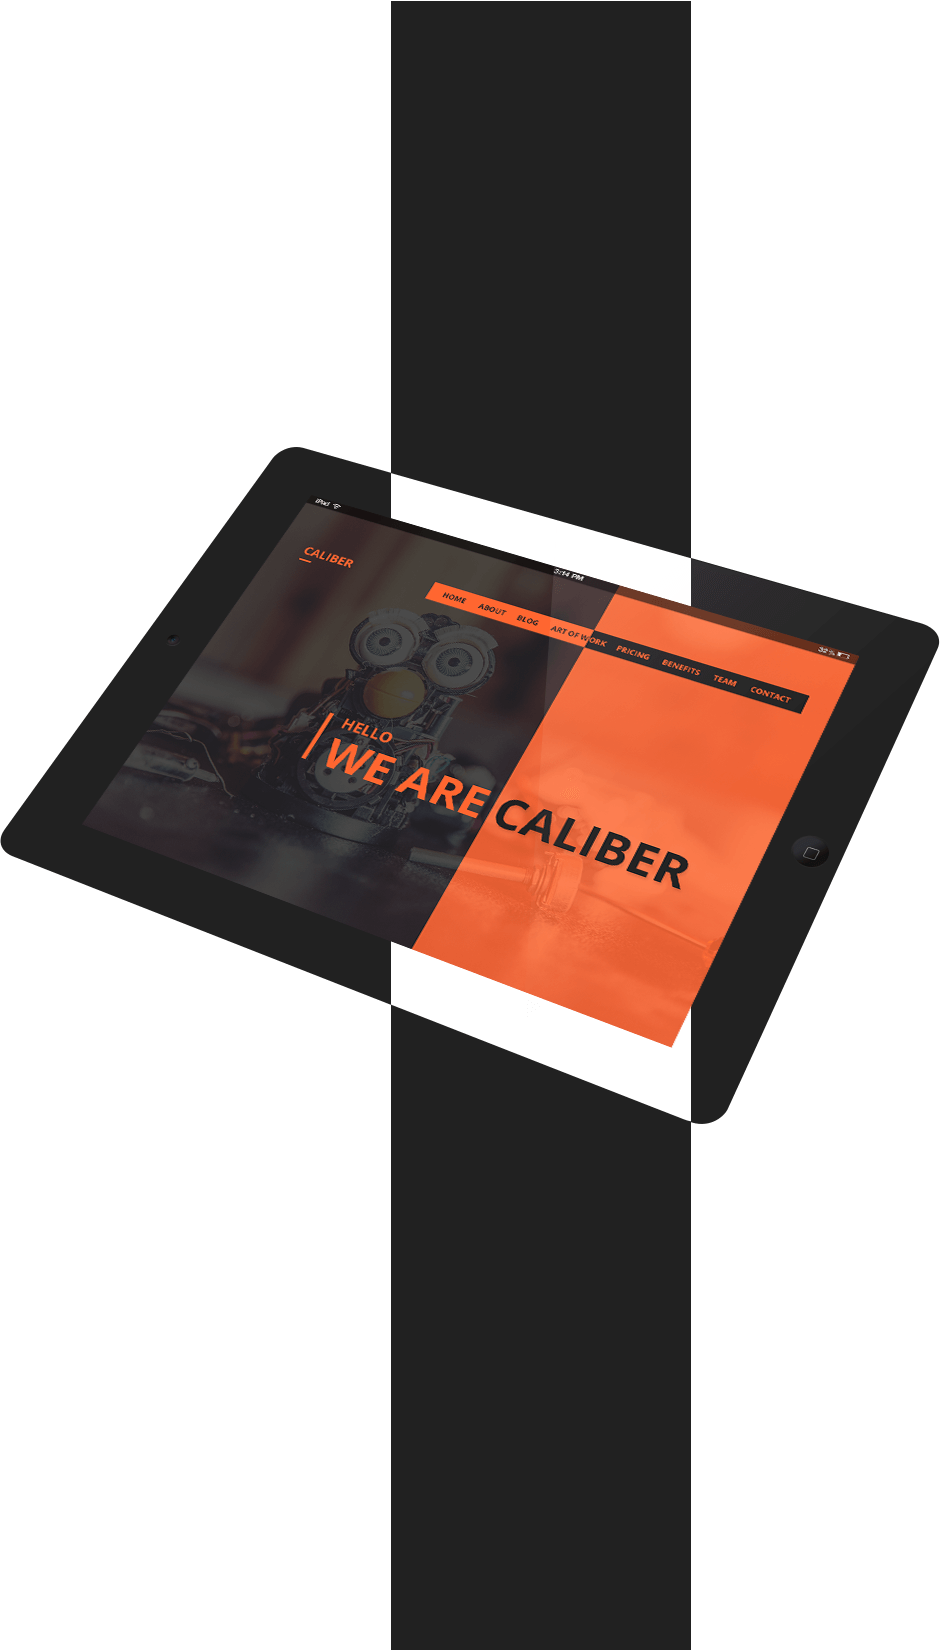 iPad
3:14 PM
32%
CALIBER
HOME ABOUT BLOG ART OF WORK PRICING BENEFITS TEAM CONTACT
HELLO
WE ARE CALIBER